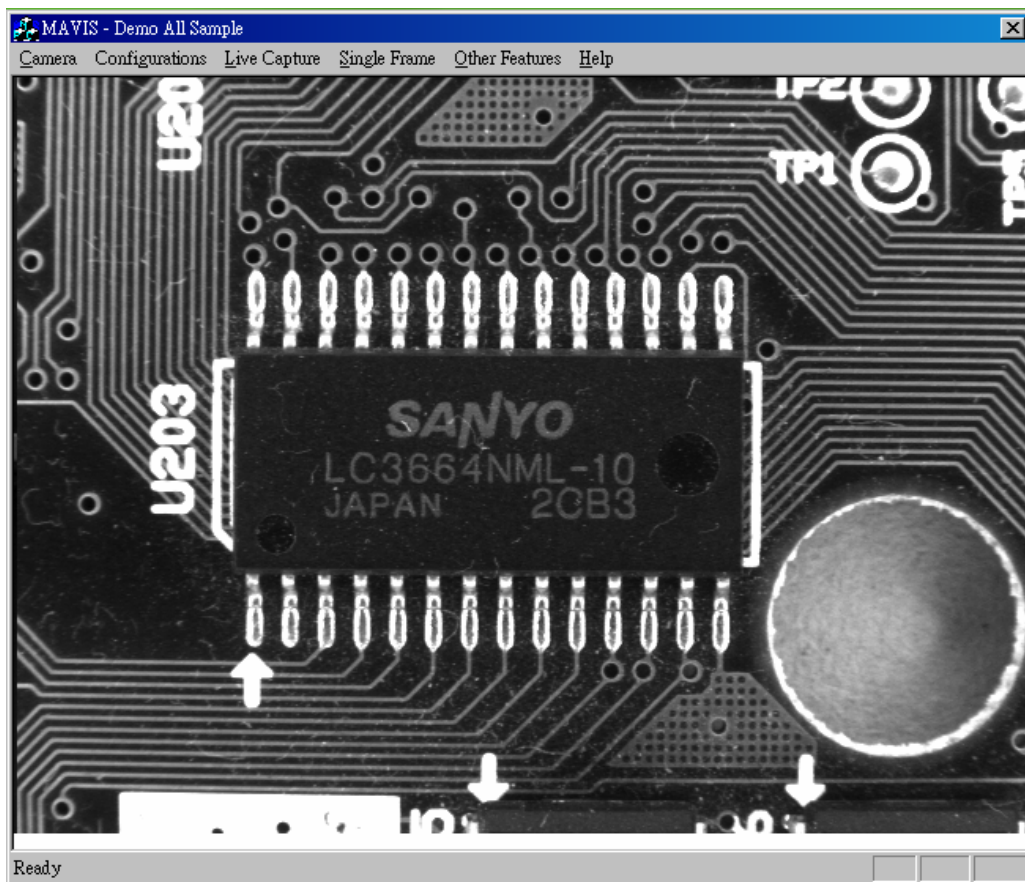 MAVIS - Demo All Sample
Camera Configurations Live Capture Single Frame Other Features Help
U20
TP2
TP1
TP5
U203
SANYO
LC3664NML-10
JAPAN 2CB3
Ready